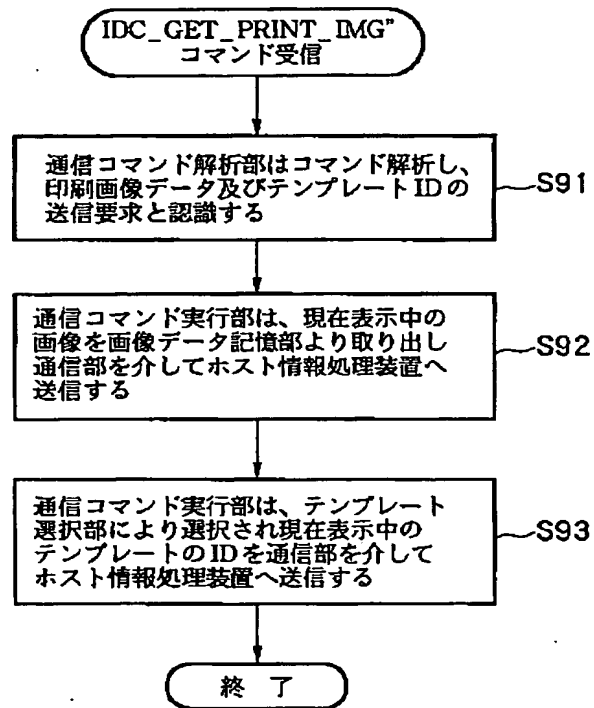 IDC_GET_PRINT_IMG"
コマンド受信
通信コマンド解析部はコマンド解析し、
印刷画像データ及びテンプレートIDの
送信要求と認識する
S91
通信コマンド実行部は、現在表示中の
画像を画像データ記憶部より取り出し
通信部を介してホスト情報処理装置へ
送信する
S92
通信コマンド実行部は、テンプレート
選択部により選択され現在表示中の
テンプレートのIDを通信部を介して
ホスト情報処理装置へ送信する
S93
終 了